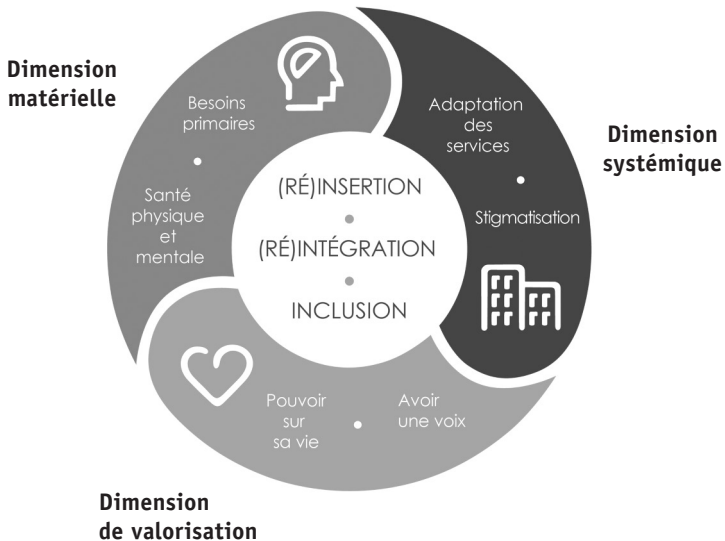 Dimension
matérielle
Besoins
primaires
Santé
physique
et
mentale
Adaptation
des
services
Stigmatisation
Dimension
systémique
(RÉ)INSERTION
(RÉ)INTÉGRATION
INCLUSION
Pouvoir
sur
sa vie
Avoir
une voix
Dimension
de valorisation